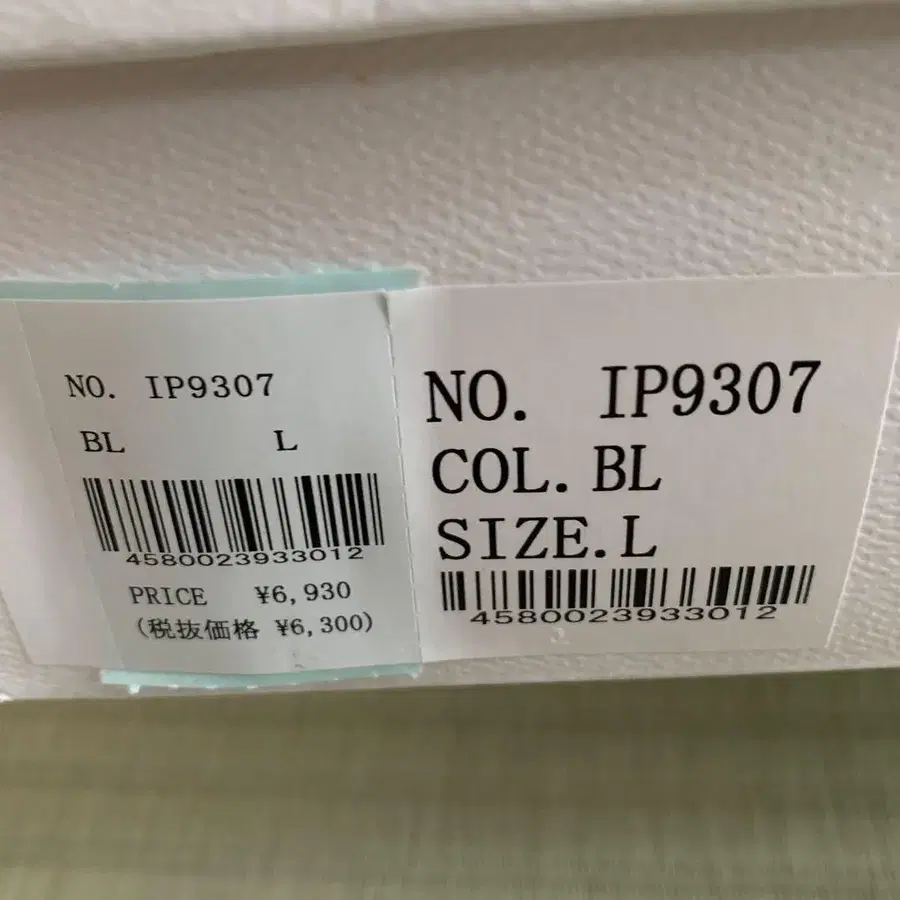 NO. IP9307
BL L
4580023933012
PRICE ¥6,930
(税抜価格 ¥6,300)
NO. IP9307
COL. BL
SIZE. L
4580023933012